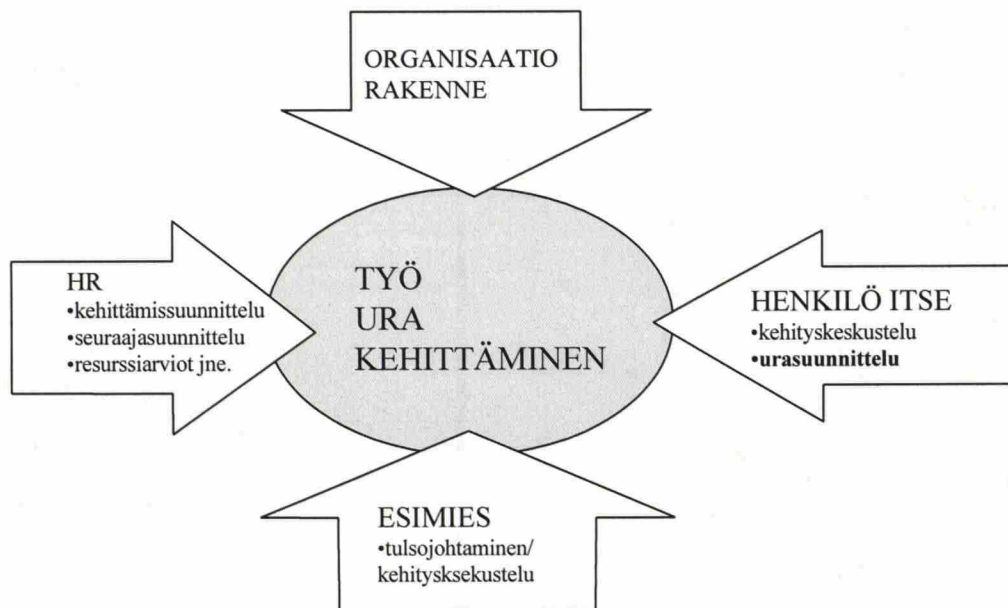 ORGANISAATIO
RAKENNE
HR
•kehittämissuunnittelu
•seuraajasuunnittelu
•resurssiarviot jne.
TYÖ
URA
KEHITTÄMINEN
HENKILÖ ITSE
•kehityskeskustelu
•urasuunnittelu
ESIMIES
•tulsojohtaminen/
kehitysksekustelu